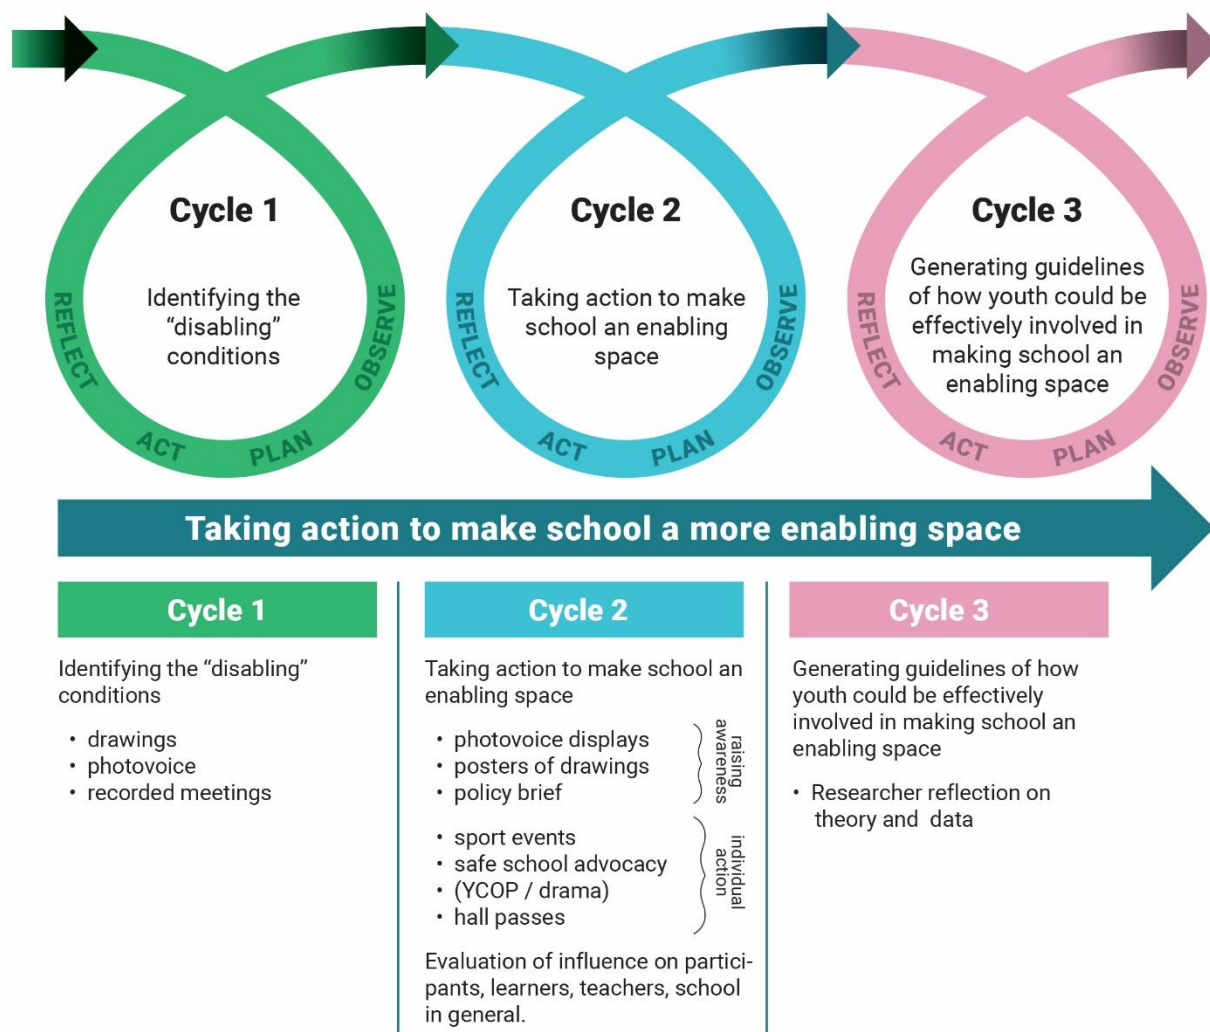 Cycle 1
Identifying the
“disabling”
conditions
REFLECT
ACT
PLAN
OBSERVE
Cycle 2
Taking action to make
school an enabling
space
REFLECT
ACT
PLAN
OBSERVE
Cycle 3
Generating guidelines
of how youth could be
effectively involved in
making school an
enabling space
REFLECT
ACT
PLAN
OBSERVE
Taking action to make school a more enabling space
Cycle 1
Identifying the “disabling”
conditions
• drawings
• photovoice
• recorded meetings
Cycle 2
Taking action to make school an
enabling space
• photovoice displays
• posters of drawings
• policy brief
raising
awareness
• sport events
• safe school advocacy
• (YCOP / drama)
• hall passes
individual
action
Evaluation of influence on partici-
pants, learners, teachers, school
in general.
Cycle 3
Generating guidelines of how
youth could be effectively
involved in making school an
enabling space
• Researcher reflection on
theory and data